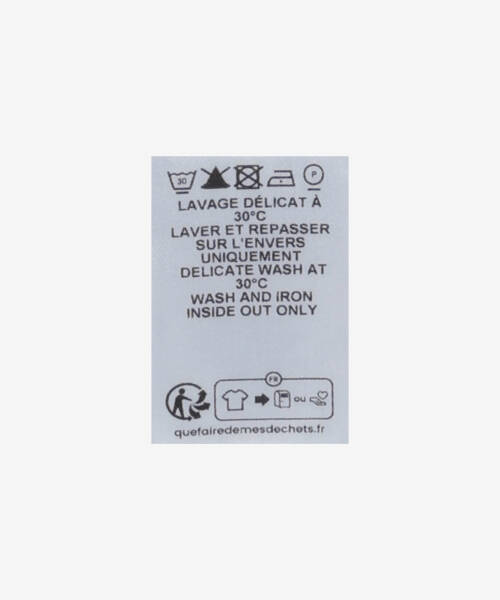 30 P
LAVAGE DÉLICAT À
30°C
LAVER ET REPASSER
SUR L'ENVERS
UNIQUEMENT
DELICATE WASH AT
30°C
WASH AND IRON
INSIDE OUT ONLY
FR
OU
quefairedemesdechets.fr